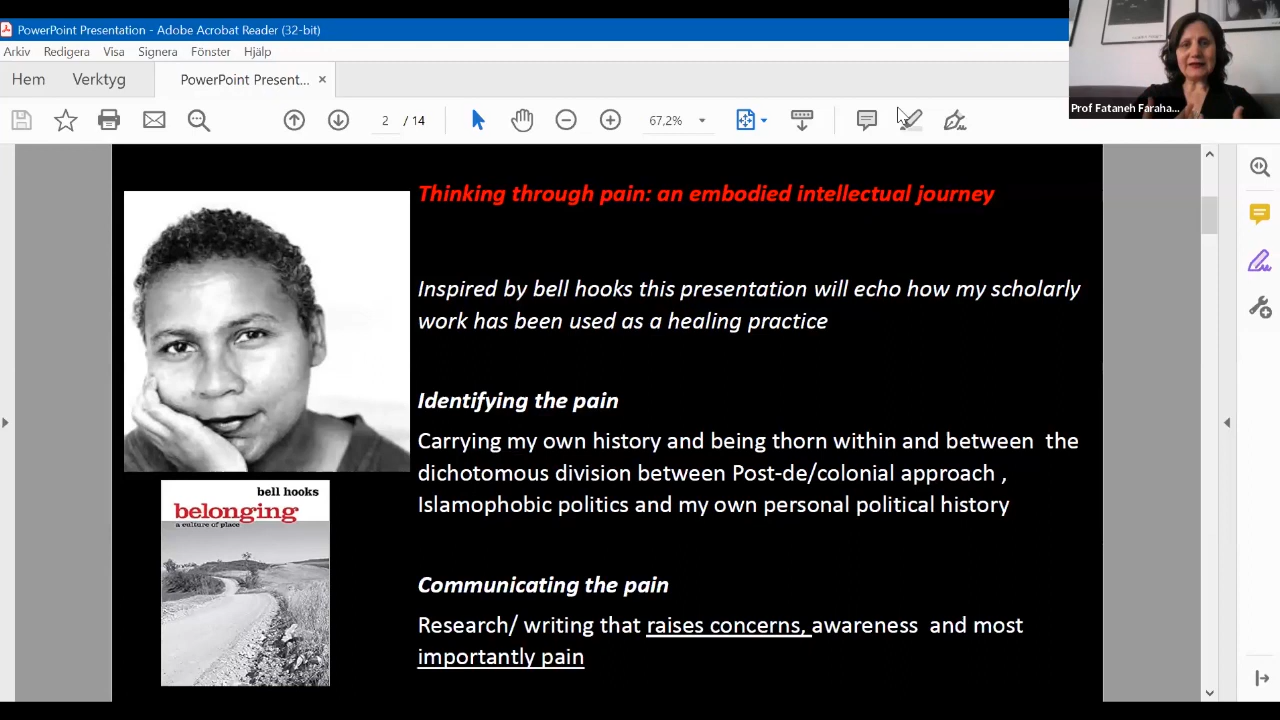 PowerPoint Presentation - Adobe Acrobat Reader (32-bit)
Arkiv Redigera Visa Signera Fönster Hjälp
Hem Verktyg PowerPoint Present... ×
2 / 14 67,2%
Prof Fataneh Faraha...
Thinking through pain: an embodied intellectual journey
Inspired by bell hooks this presentation will echo how my scholarly
work has been used as a healing practice
Identifying the pain
Carrying my own history and being thorn within and between the
dichotomous division between Post-de/colonial approach ,
Islamophobic politics and my own personal political history
bell hooks
belonging
a culture of place
Communicating the pain
Research/ writing that raises concerns, awareness and most
importantly pain